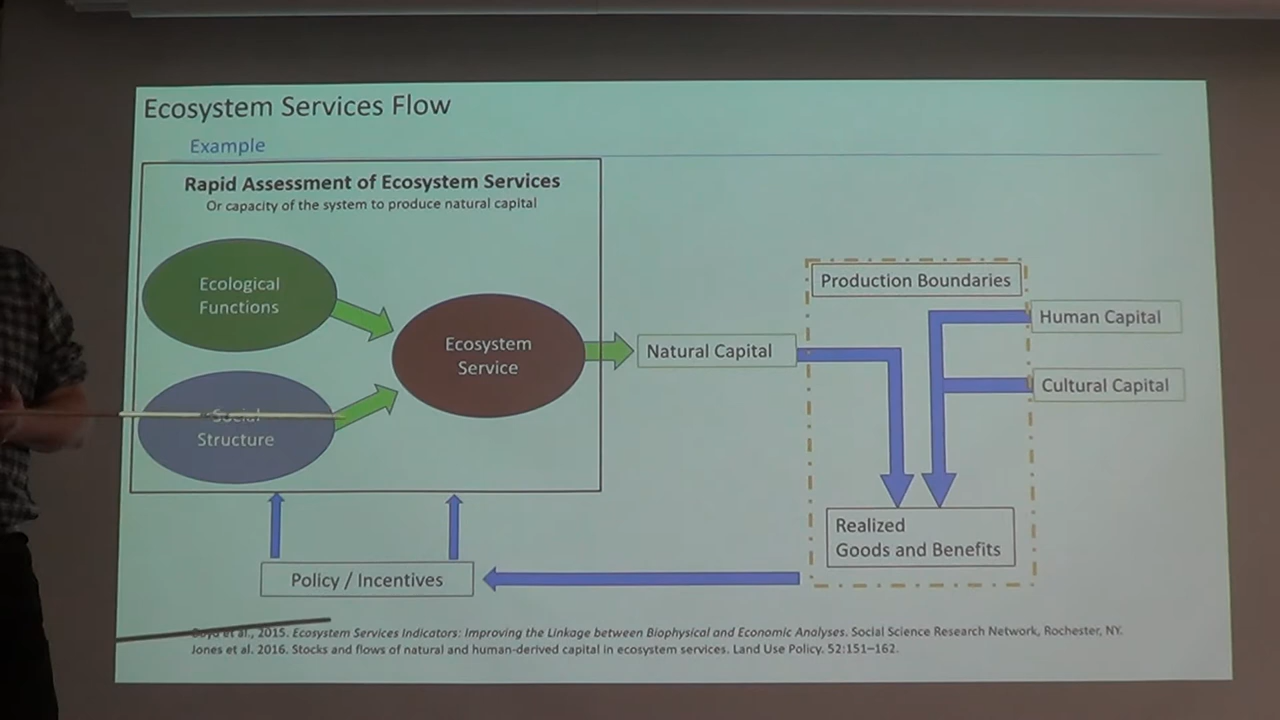 Ecosystem Services Flow
Example
Rapid Assessment of Ecosystem Services
Or capacity of the system to produce natural capital
Ecological
Functions
Social
Structure
Ecosystem
Service
Natural Capital
Production Boundaries
Human Capital
Cultural Capital
Realized
Goods and Benefits
Policy / Incentives
et al., 2015. Ecosystem Services Indicators: Improving the Linkage between Biophysical and Economic Analyses. Social Science Research Network, Rochester, NY.
Jones et al. 2016. Stocks and flows of natural and human-derived capital in ecosystem services. Land Use Policy. 52:151–162.